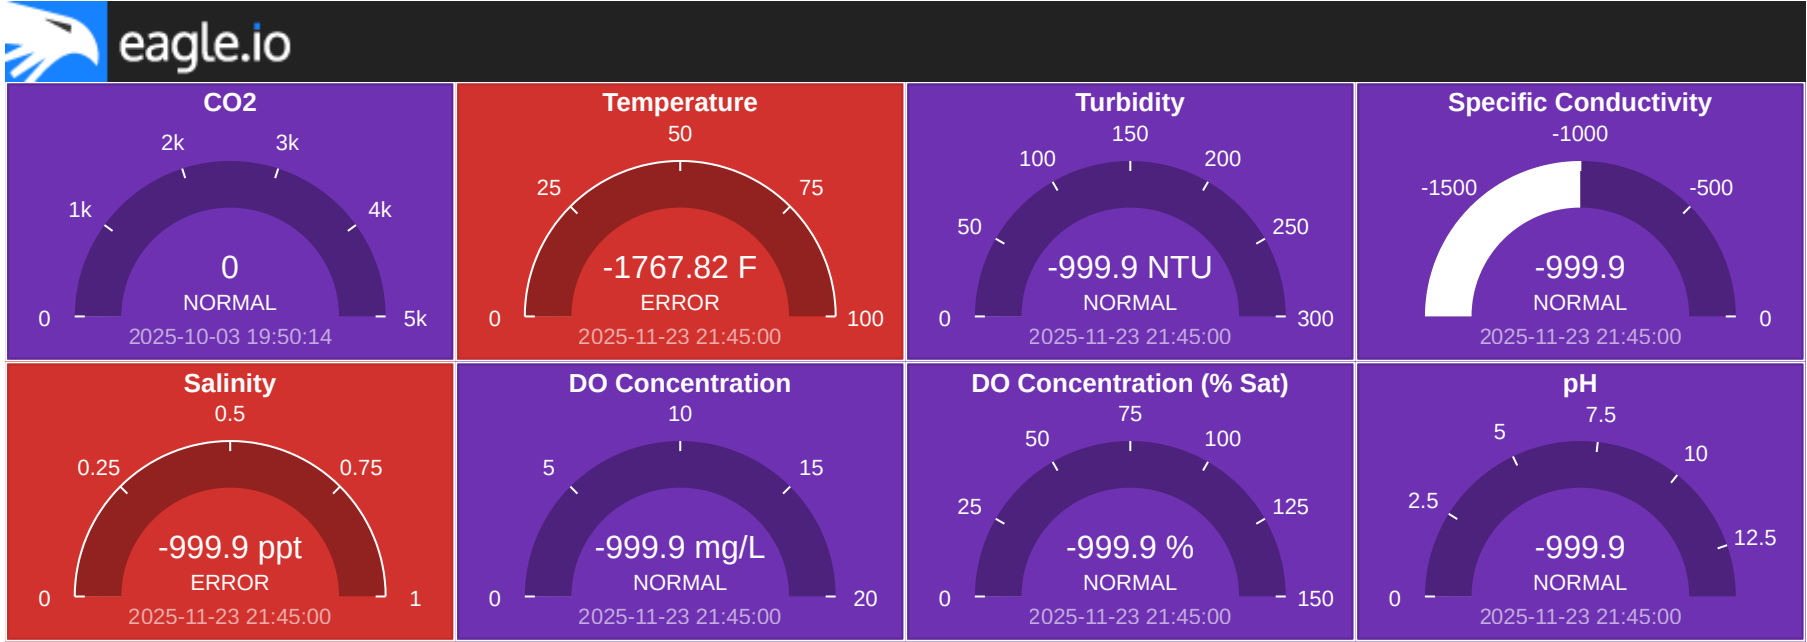 eagle.io
CO2
0
1k
2k
3k
4k
5k
0
NORMAL
2025-10-03 19:50:14
Temperature
0
25
50
75
100
-1767.82 F
ERROR
2025-11-23 21:45:00
Turbidity
0
50
100
150
200
250
300
-999.9 NTU
NORMAL
2025-11-23 21:45:00
Specific Conductivity
-1500
-1000
-500
0
-999.9
NORMAL
2025-11-23 21:45:00
Salinity
0
0.25
0.5
0.75
1
-999.9 ppt
ERROR
2025-11-23 21:45:00
DO Concentration
0
5
10
15
20
-999.9 mg/L
NORMAL
2025-11-23 21:45:00
DO Concentration (% Sat)
0
25
50
75
100
125
150
-999.9 %
NORMAL
2025-11-23 21:45:00
pH
0
2.5
5
7.5
10
12.5
-999.9
NORMAL
2025-11-23 21:45:00